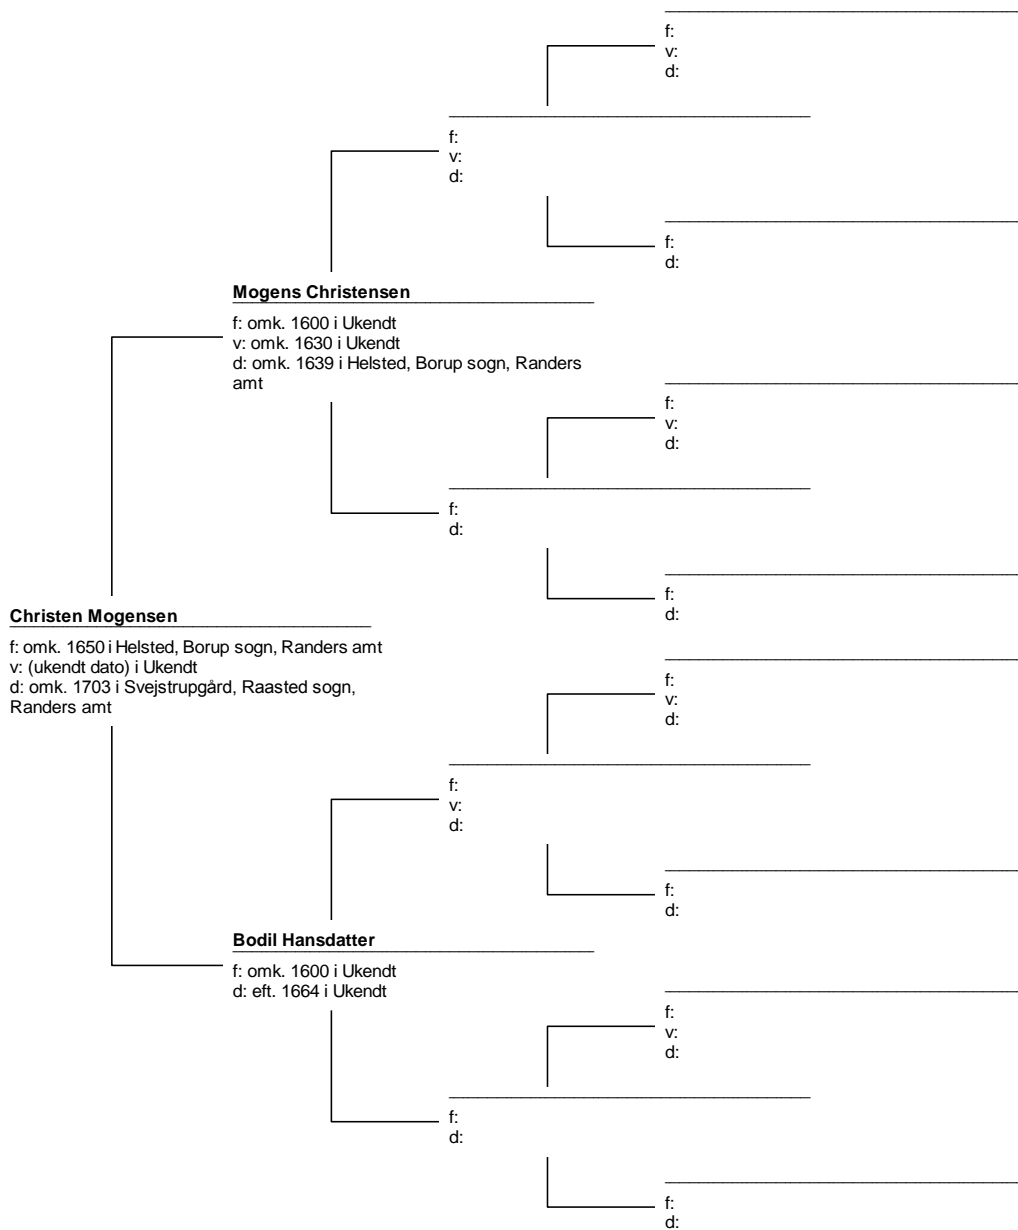 f:
v:
d:
f:
v:
d:
f:
d:
Mogens Christensen
f: omk. 1600 i Ukendt
v: omk. 1630 i Ukendt
d: omk. 1639 i Helsted, Borup sogn, Randers
amt
f:
v:
d:
f:
d:
f:
d:
Christen Mogensen
f: omk. 1650 i Helsted, Borup sogn, Randers amt
v: (ukendt dato) i Ukendt
d: omk. 1703 i Svejstrupgård, Raasted sogn,
Randers amt
f:
v:
d:
f:
v:
d:
f:
d:
Bodil Hansdatter
f: omk. 1600 i Ukendt
d: eft. 1664 i Ukendt
f:
v:
d:
f:
d:
f:
d: